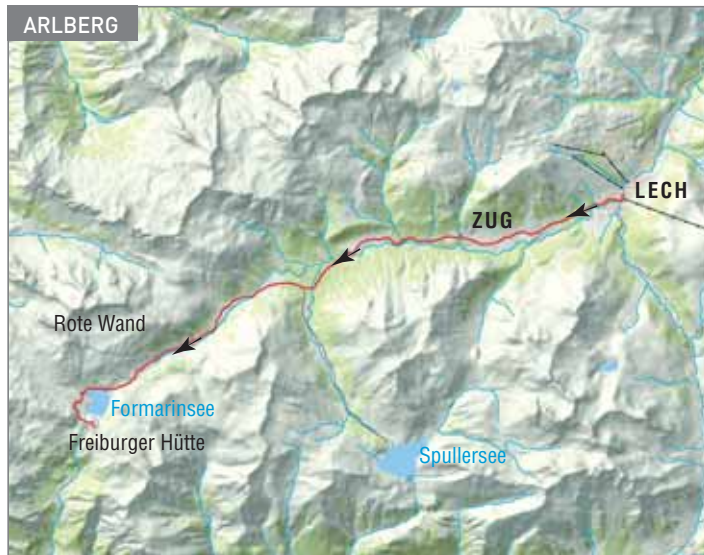 ARLBERG
LECH
ZUG
Rote Wand
Formarinsee
Freiburger Hütte
Spullersee